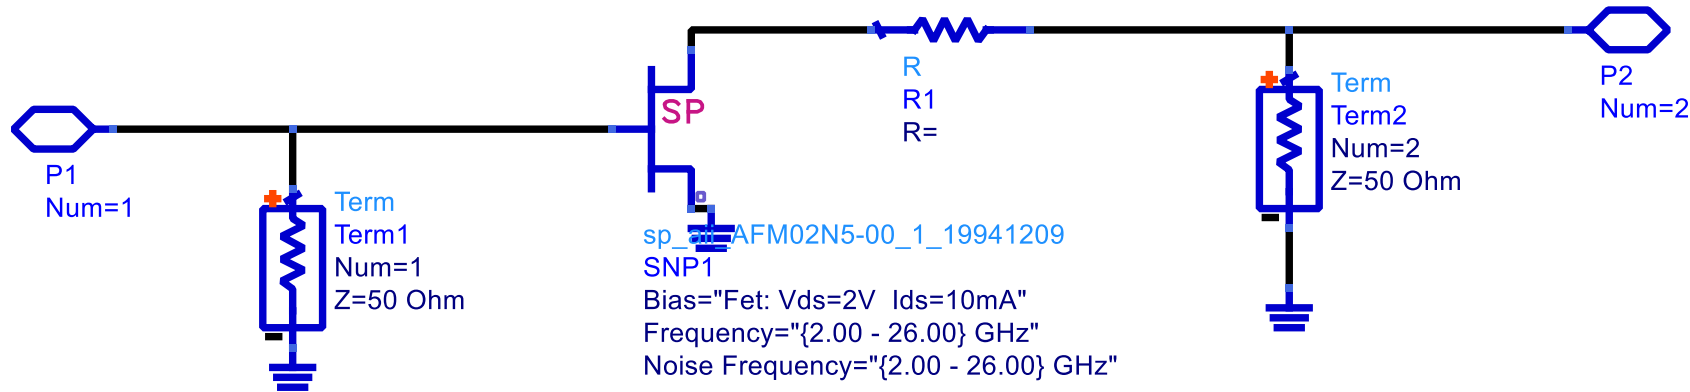 P1
Num=1
Term
Term1
Num=1
Z=50 Ohm
SP
sp_aii_AFM02N5-00_1_19941209
SNP1
Bias="Fet: Vds=2V Ids=10mA"
Frequency="{2.00 - 26.00} GHz"
Noise Frequency="{2.00 - 26.00} GHz"
R
R1
R=
Term
Term2
Num=2
Z=50 Ohm
P2
Num=2